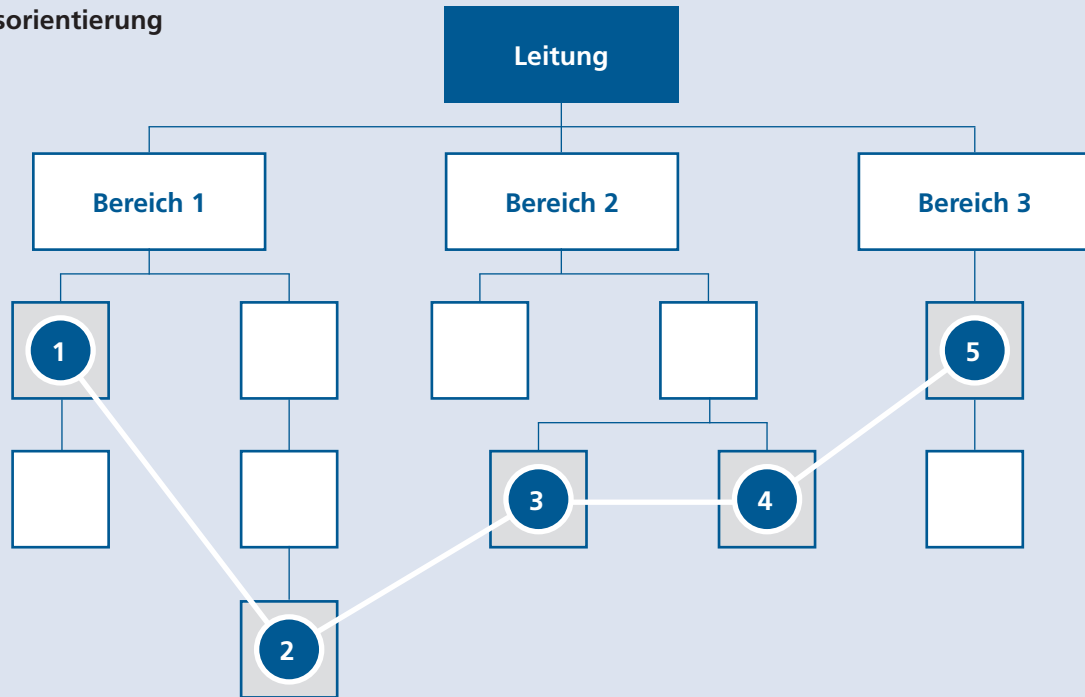 sorientierung
Leitung
Bereich 1
Bereich 2
Bereich 3
1
5
3
4
2